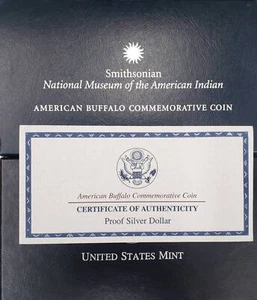 Smithsonian
National Museum of the American Indian
AMERICAN BUFFALO COMMEMORATIVE COIN
American Buffalo Commemorative Coin
CERTIFICATE OF AUTHENTICITY
Proof Silver Dollar
UNITED STATES MINT